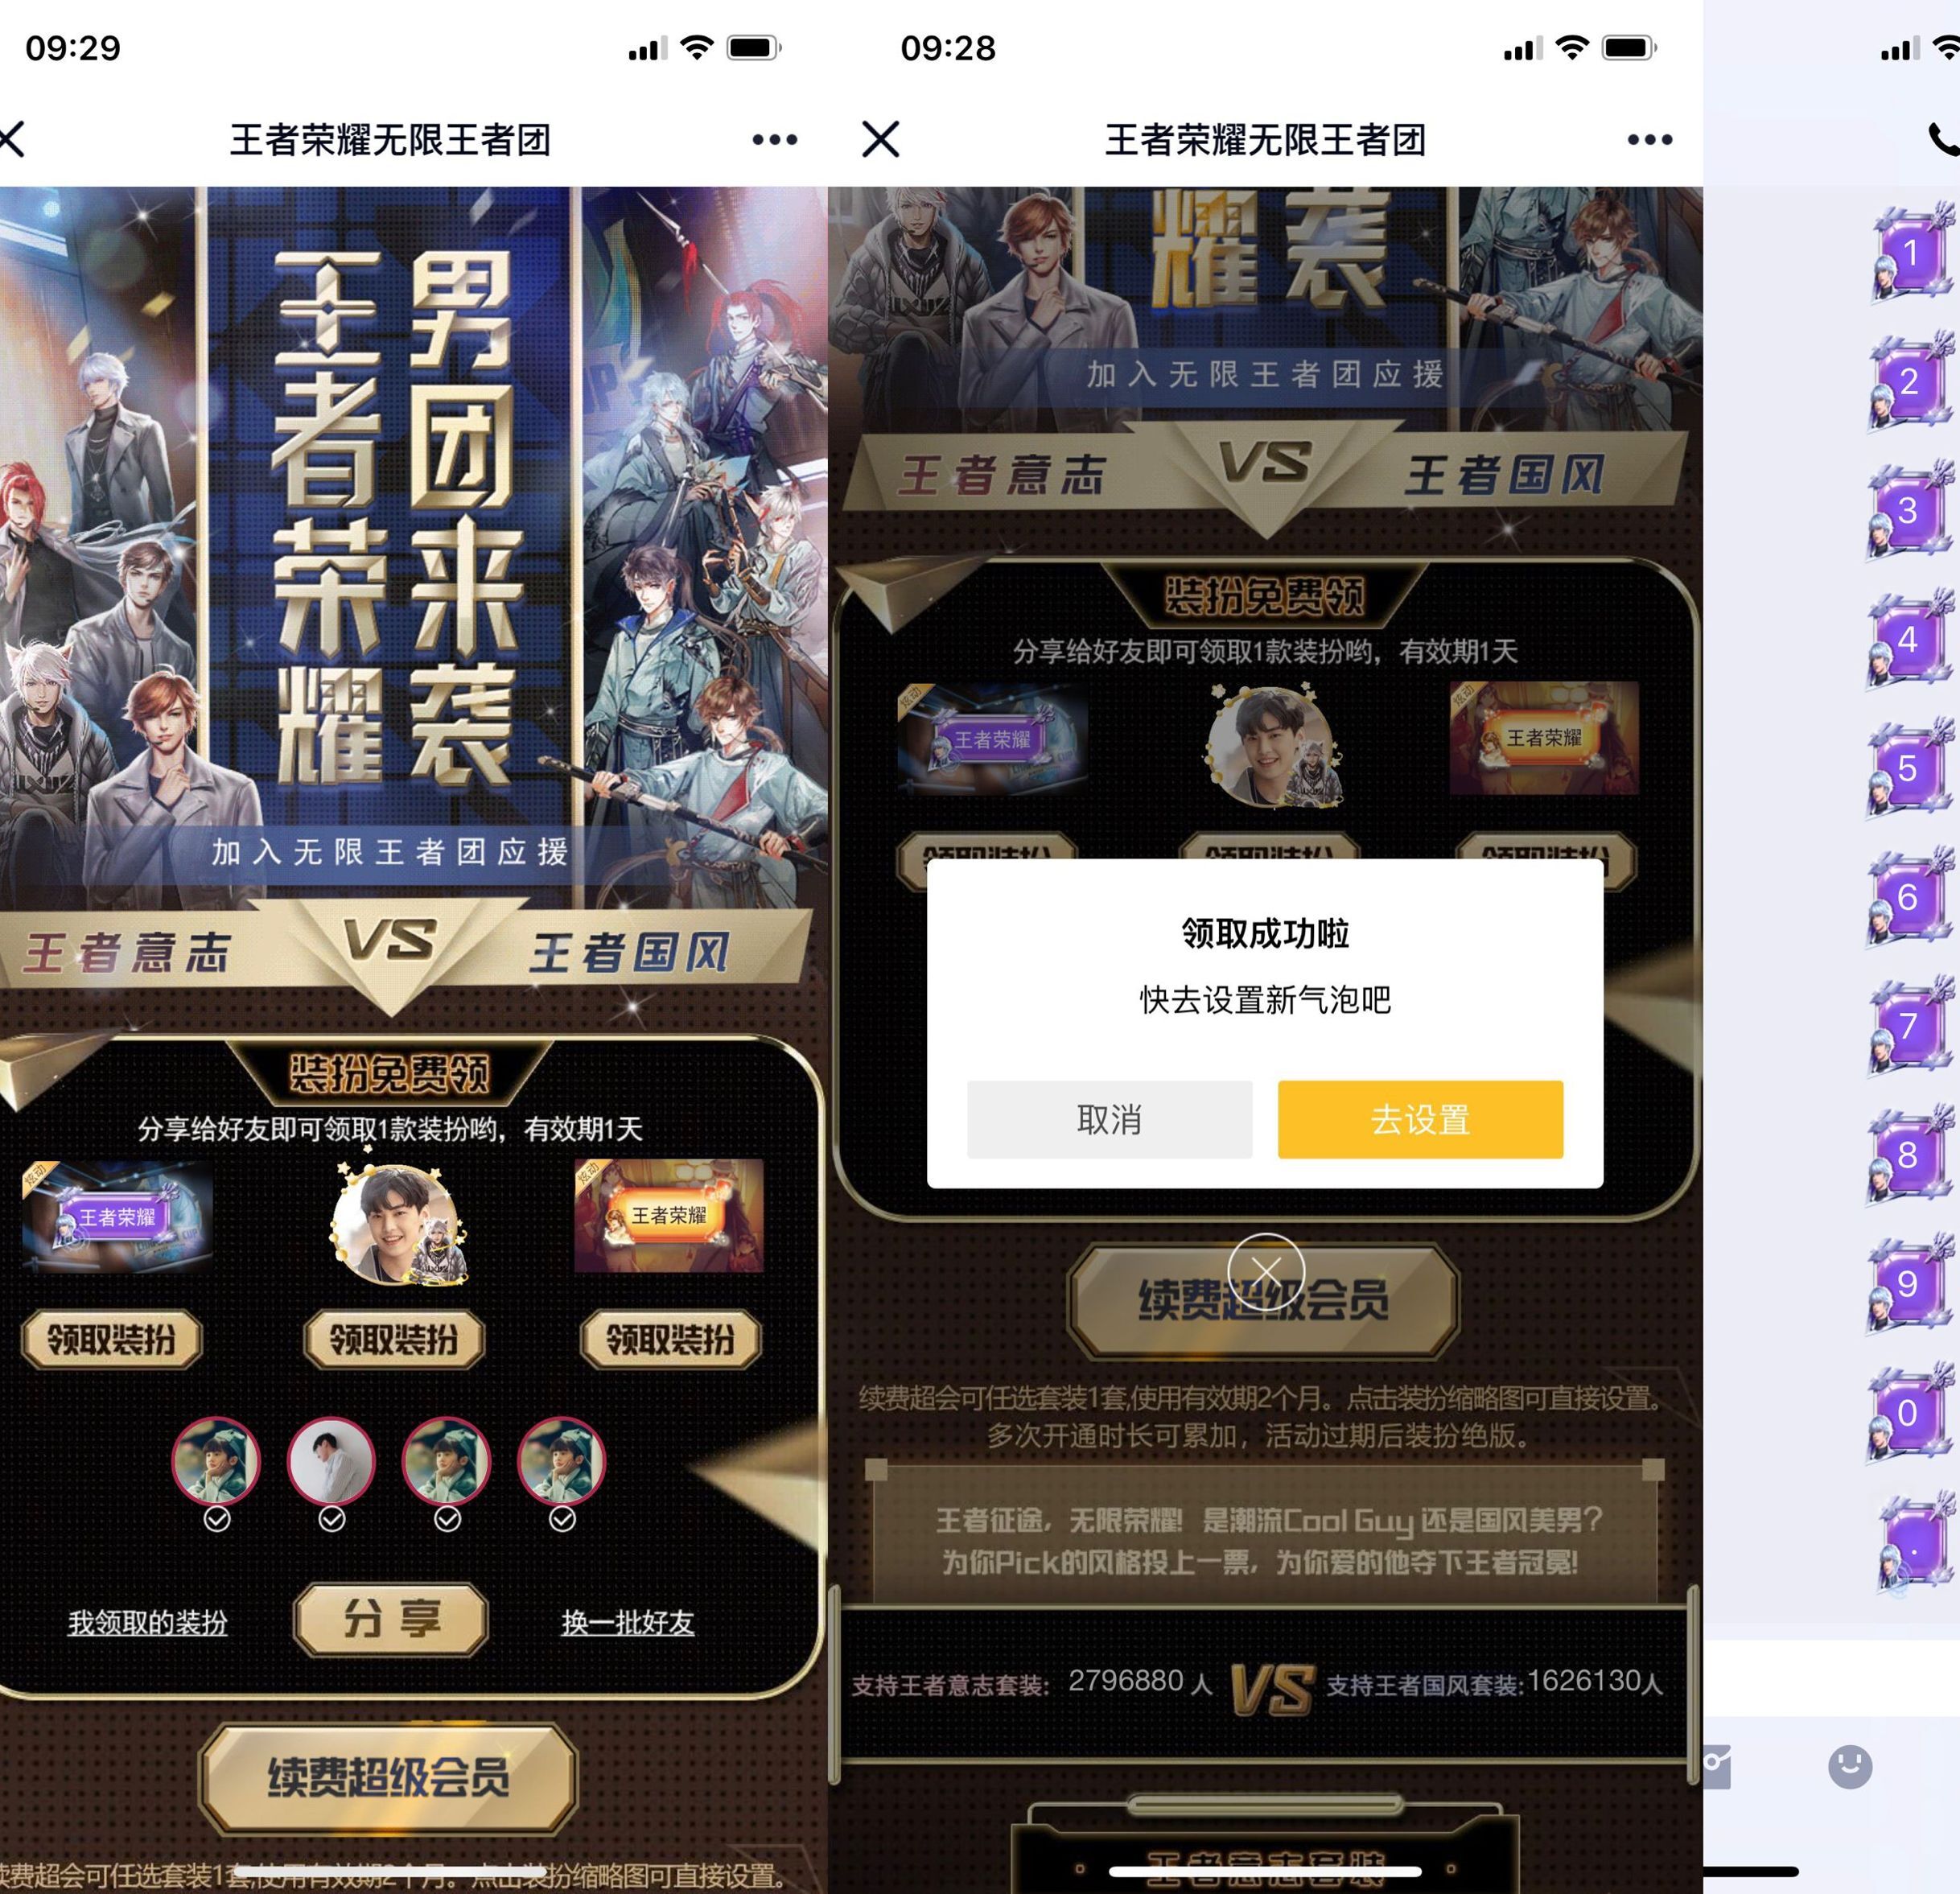 09:29
王者荣耀无限王者团
王者荣耀
男团来袭
加入无限王者团应援
王者意志
VS
王者国风
装扮免费领
分享给好友即可领取1款装扮哟，有效期1天
炫动
王者荣耀
炫动
王者荣耀
领取装扮
领取装扮
领取装扮
我领取的装扮
分享
换一批好友
续费超级会员
续费超会可任选套装1套,使用有效期2个月。点击装扮缩略图可直接设置。
09:28
王者荣耀无限王者团
耀袭
加入无限王者团应援
王者意志
VS
王者国风
装扮免费领
分享给好友即可领取1款装扮哟，有效期1天
炫动
王者荣耀
炫动
王者荣耀
领取装扮
领取装扮
领取装扮
领取成功啦
快去设置新气泡吧
取消
去设置
续费超级会员
续费超会可任选套装1套,使用有效期2个月。点击装扮缩略图可直接设置。
多次开通时长可累加，活动过期后装扮绝版。
王者征途，无限荣耀！是潮流Cool Guy还是国风美男？
为你Pick的风格投上一票，为你爱的他夺下王者冠冕!
支持王者意志套装: 2796880人
VS
支持王者国风套装:1626130人
王者意志套装
1
2
3
4
5
6
7
8
9
0
.